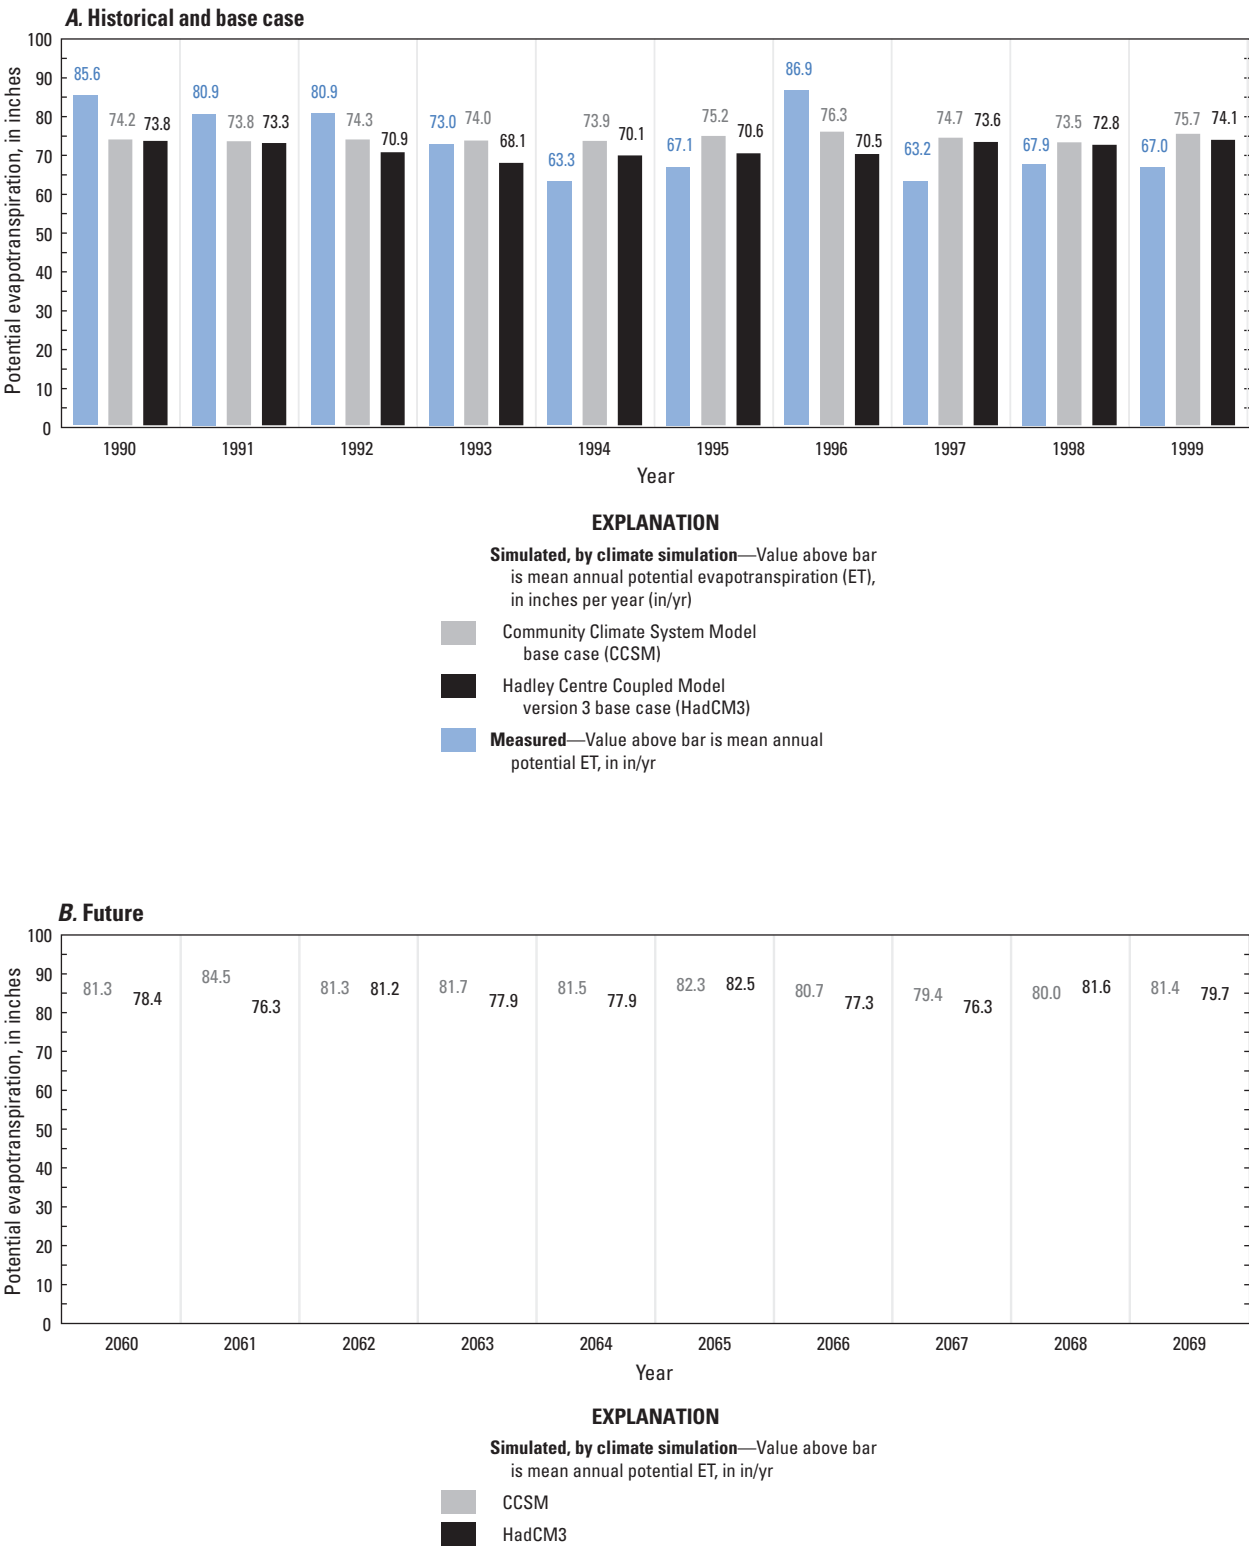 A. Historical and base case
Potential evapotranspiration, in inches
100
90
80
70
60
50
40
30
20
10
0
85.6 74.2 73.8
80.9 73.8 73.3
80.9 74.3 70.9
73.0 74.0 68.1
63.3 73.9 70.1
67.1 75.2 70.6
86.9 76.3 70.5
63.2 74.7 73.6
67.9 73.5 72.8
67.0 75.7 74.1
1990 1991 1992 1993 1994 1995 1996 1997 1998 1999
Year
EXPLANATION
Simulated, by climate simulation—Value above bar
is mean annual potential evapotranspiration (ET),
in inches per year (in/yr)
Community Climate System Model
base case (CCSM)
Hadley Centre Coupled Model
version 3 base case (HadCM3)
Measured—Value above bar is mean annual
potential ET, in in/yr
B. Future
Potential evapotranspiration, in inches
100
90
80
70
60
50
40
30
20
10
0
81.3 78.4
84.5 76.3
81.3 81.2
81.7 77.9
81.5 77.9
82.3 82.5
80.7 77.3
79.4 76.3
80.0 81.6
81.4 79.7
2060 2061 2062 2063 2064 2065 2066 2067 2068 2069
Year
EXPLANATION
Simulated, by climate simulation—Value above bar
is mean annual potential ET, in in/yr
CCSM
HadCM3